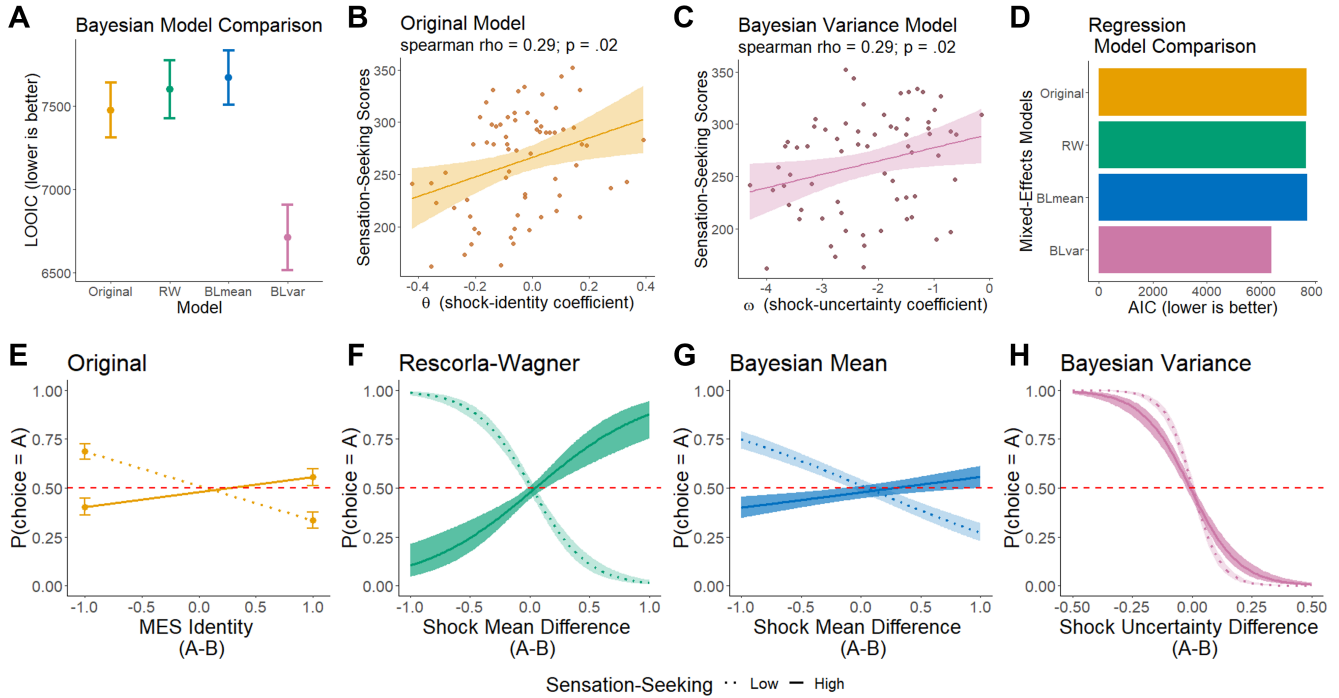 A
Bayesian Model Comparison
LOOIC (lower is better)
7500
7000
6500
Original
RW
BLmean
BLvar
Model
B
Original Model
spearman rho = 0.29; p = .02
Sensation-Seeking Scores
350
300
250
200
-0.4
-0.2
0.0
0.2
0.4
θ (shock-identity coefficient)
C
Bayesian Variance Model
spearman rho = 0.29; p = .02
Sensation-Seeking Scores
350
300
250
200
-4
-3
-2
-1
0
ω (shock-uncertainty coefficient)
D
Regression
Model Comparison
Mixed-Effects Models
Original
RW
BLmean
BLvar
0
2000
4000
6000
800
AIC (lower is better)
E
Original
P(choice = A)
1.00
0.75
0.50
0.25
0.00
-1.0
-0.5
0.0
0.5
1.0
MES Identity
(A-B)
F
Rescorla-Wagner
P(choice = A)
1.00
0.75
0.50
0.25
0.00
-1.0
-0.5
0.0
0.5
1.0
Shock Mean Difference
(A-B)
G
Bayesian Mean
P(choice = A)
1.00
0.75
0.50
0.25
0.00
-1.0
-0.5
0.0
0.5
1.0
Shock Mean Difference
(A-B)
H
Bayesian Variance
P(choice = A)
1.00
0.75
0.50
0.25
0.00
-0.50
-0.25
0.00
0.25
0.50
Shock Uncertainty Difference
(A-B)
Sensation-Seeking
Low
High